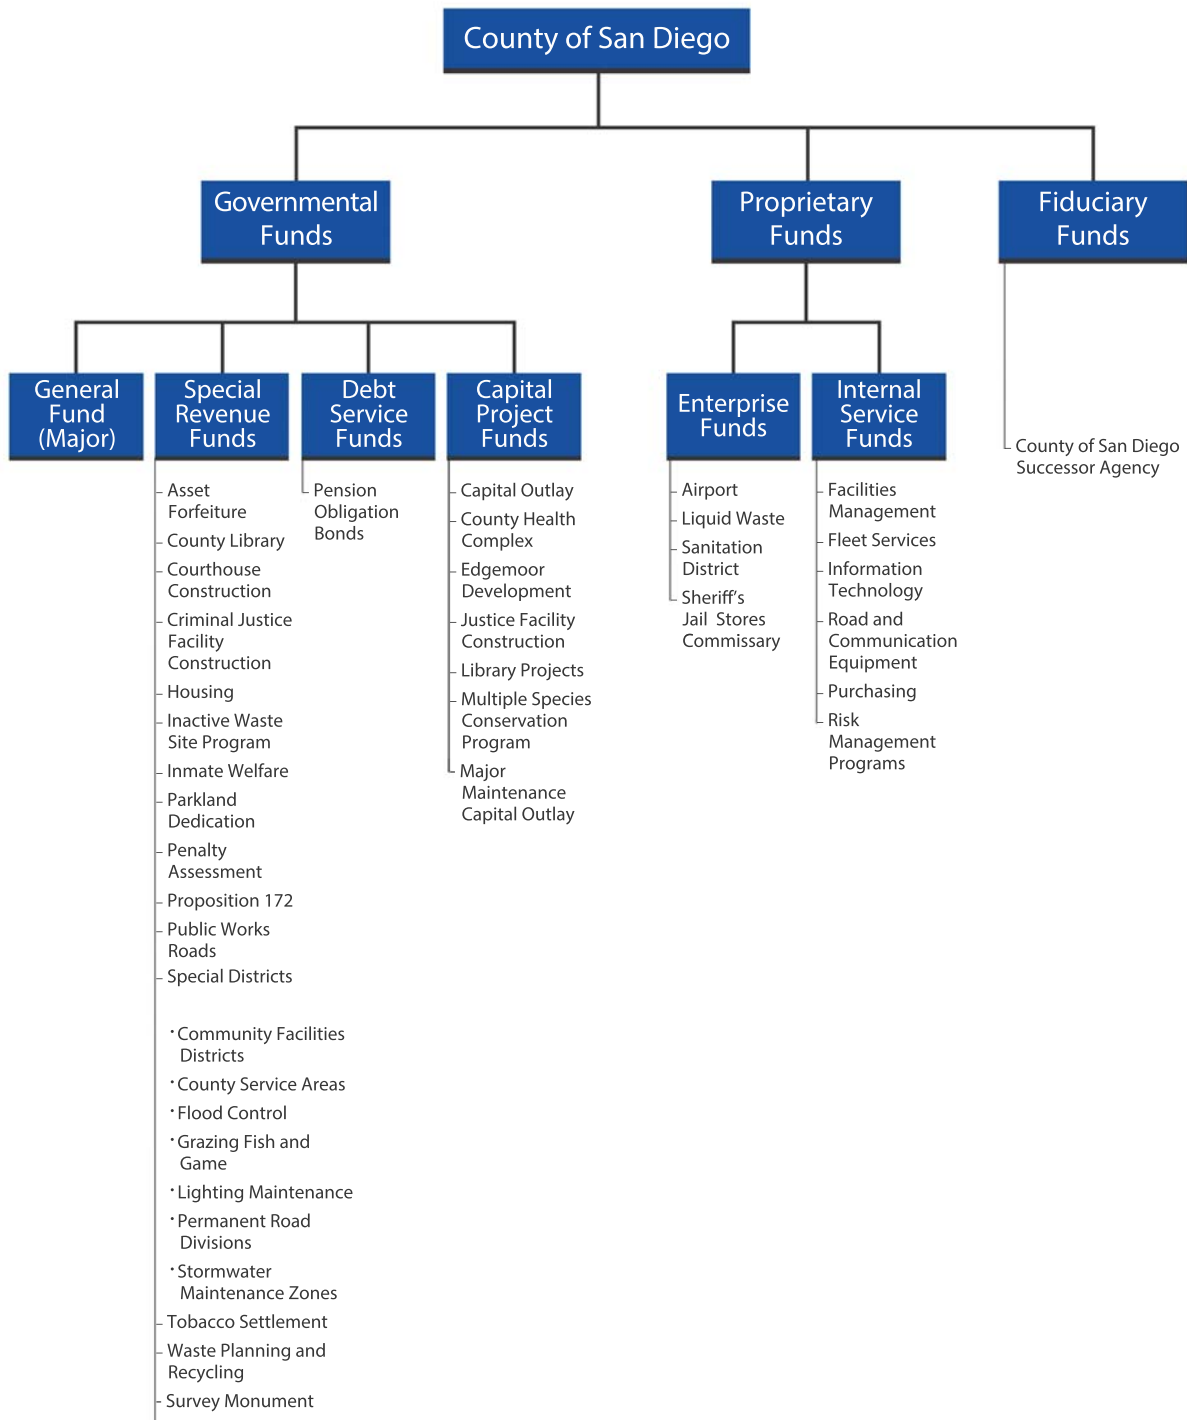 County of San Diego
Governmental
Funds
Proprietary
Funds
Fiduciary
Funds
General
Fund
(Major)
Special
Revenue
Funds
Debt
Service
Funds
Capital
Project
Funds
Enterprise
Funds
Internal
Service
Funds
Asset
Forfeiture
County Library
Courthouse
Construction
Criminal Justice
Facility
Construction
Housing
Inactive Waste
Site Program
Inmate Welfare
Parkland
Dedication
Penalty
Assessment
Proposition 172
Public Works
Roads
Special Districts
· Community Facilities
Districts
· County Service Areas
· Flood Control
· Grazing Fish and
Game
· Lighting Maintenance
· Permanent Road
Divisions
· Stormwater
Maintenance Zones
Tobacco Settlement
Waste Planning and
Recycling
Survey Monument
Pension
Obligation
Bonds
Capital Outlay
County Health
Complex
Edgemoor
Development
Justice Facility
Construction
Library Projects
Multiple Species
Conservation
Program
Major
Maintenance
Capital Outlay
Airport
Liquid Waste
Sanitation
District
Sheriff’s
Jail Stores
Commissary
Facilities
Management
Fleet Services
Information
Technology
Road and
Communication
Equipment
Purchasing
Risk
Management
Programs
County of San Diego
Successor Agency